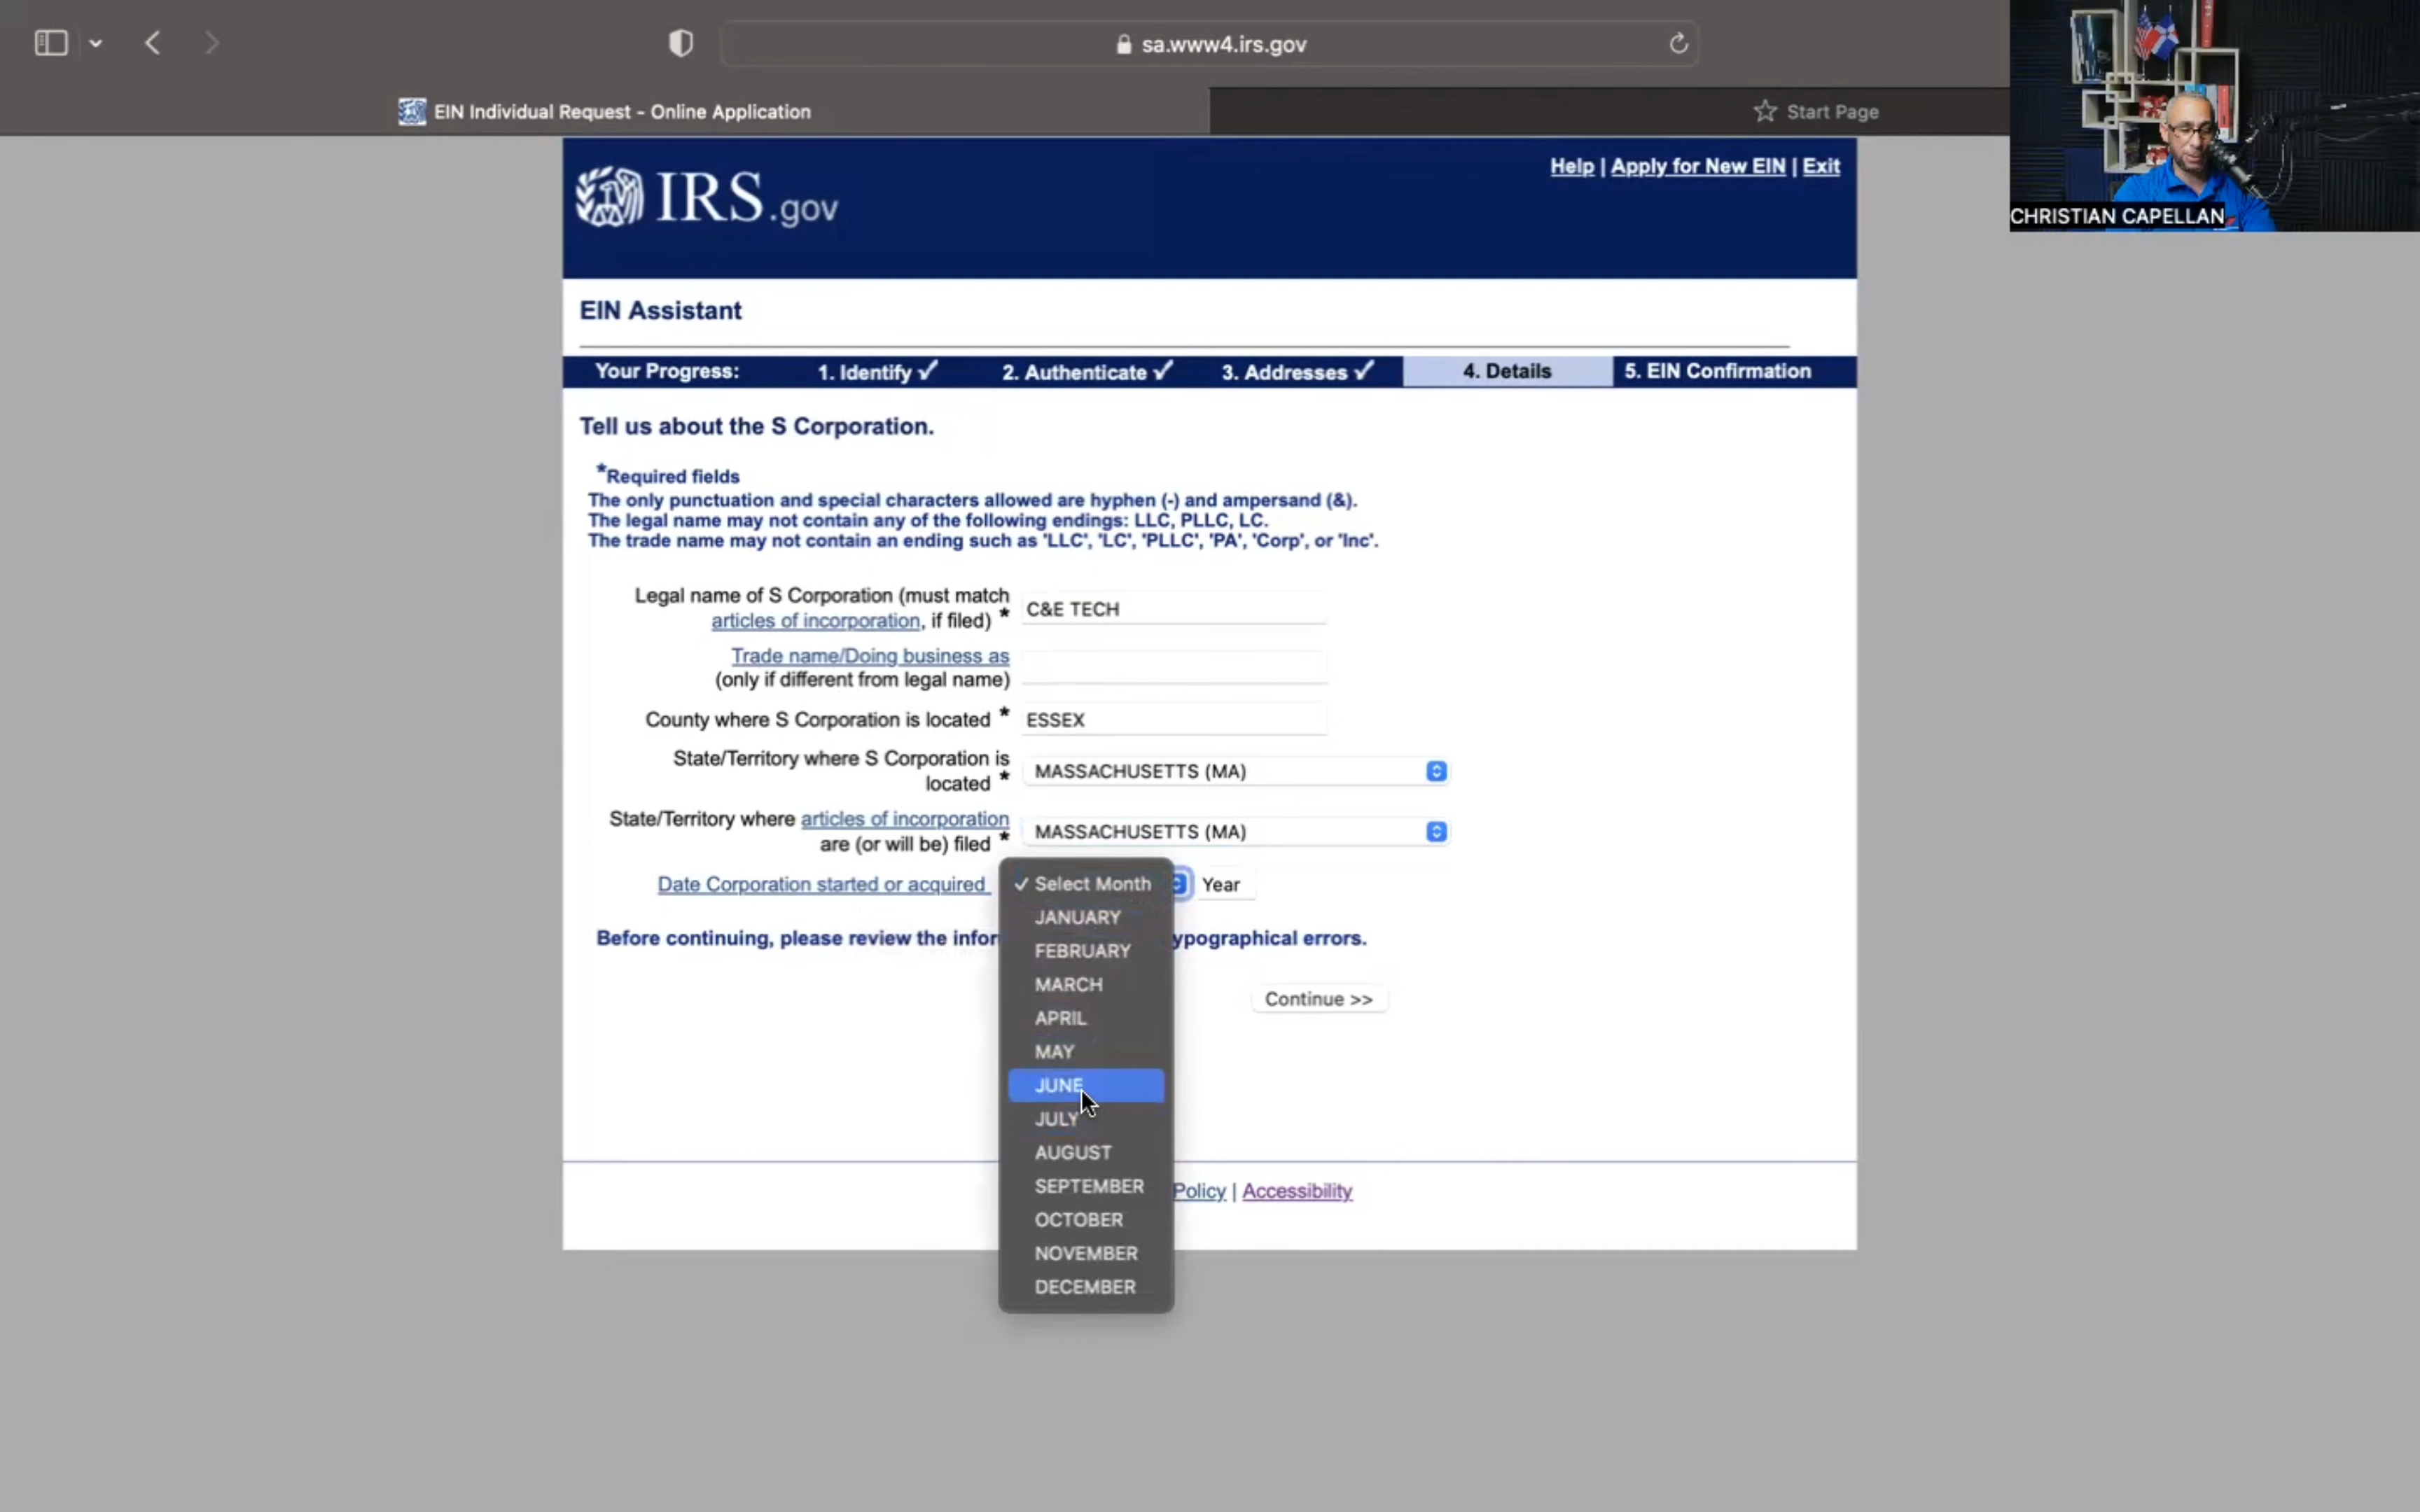 sa.www4.irs.gov
EIN Individual Request - Online Application
Start Page
CHRISTIAN CAPELLAN
Help | Apply for New EIN | Exit
IRS.gov
EIN Assistant
Your Progress: 1. Identify ✓ 2. Authenticate ✓ 3. Addresses ✓ 4. Details 5. EIN Confirmation
Tell us about the S Corporation.
*Required fields
The only punctuation and special characters allowed are hyphen (-) and ampersand (&).
The legal name may not contain any of the following endings: LLC, PLLC, LC.
The trade name may not contain an ending such as 'LLC', 'LC', 'PLLC', 'PA', 'Corp', or 'Inc'.
Legal name of S Corporation (must match
articles of incorporation, if filed) * C&E TECH
Trade name/Doing business as
(only if different from legal name)
County where S Corporation is located * ESSEX
State/Territory where S Corporation is
located * MASSACHUSETTS (MA)
State/Territory where articles of incorporation
are (or will be) filed * MASSACHUSETTS (MA)
Date Corporation started or acquired ✓ Select Month Year
JANUARY
Before continuing, please review the infor ypographical errors.
FEBRUARY
MARCH
Continue >>
APRIL
MAY
JUNE
JULY
AUGUST
SEPTEMBER
Policy | Accessibility
OCTOBER
NOVEMBER
DECEMBER